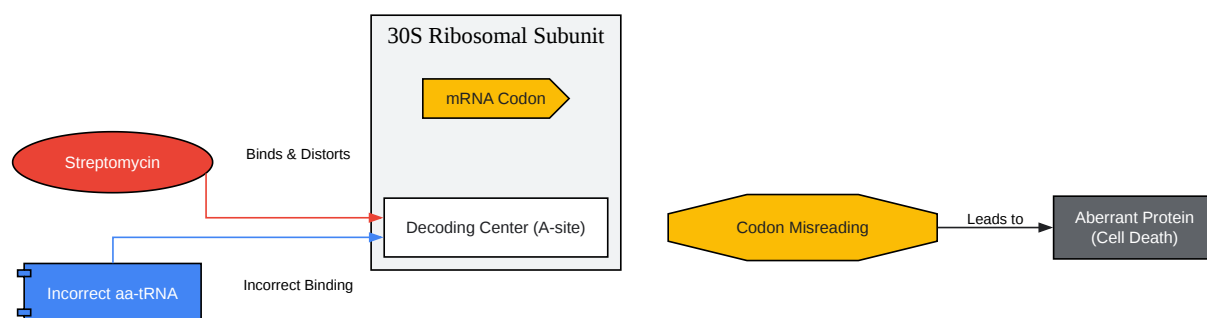 30S Ribosomal Subunit
mRNA Codon
Streptomycin
Binds & Distorts
Decoding Center (A-site)
Incorrect aa-tRNA
Incorrect Binding
Codon Misreading
Leads to
Aberrant Protein
(Cell Death)